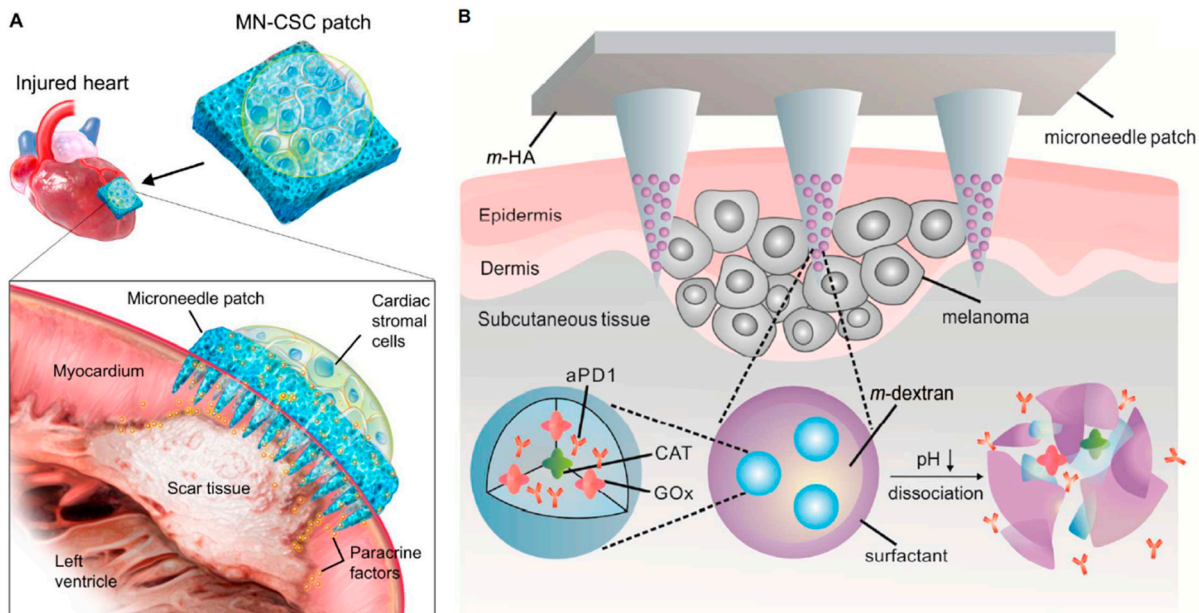 A
MN-CSC patch
Injured heart
Microneedle patch
Cardiac
stromal
cells
Myocardium
Scar tissue
Left
ventricle
Paracrine
factors
B
m-HA
microneedle patch
Epidermis
Dermis
Subcutaneous tissue
melanoma
aPD1
CAT
GOx
m-dextran
surfactant
pH ↓
dissociation